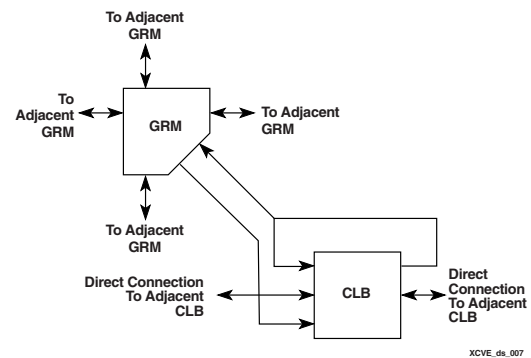 To Adjacent
GRM
To
Adjacent
GRM
GRM
To Adjacent
GRM
To Adjacent
GRM
Direct Connection
To Adjacent
CLB
CLB
Direct
Connection
To Adjacent
CLB
XCVE_ds_007